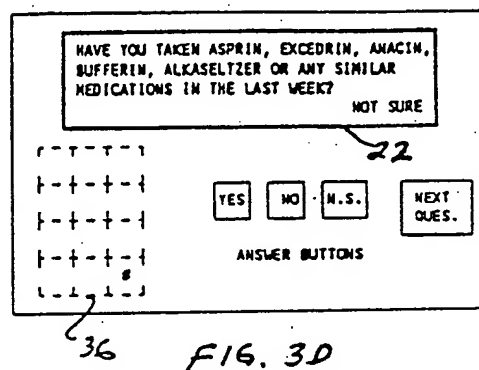 HAVE YOU TAKEN ASPRIN, EXCEDRIN, ANACIN,
BUFFERIN, ALKASELTZER OR ANY SIMILAR
MEDICATIONS IN THE LAST WEEK?
NOT SURE
22
YES NO N.S. NEXT
QUES.
ANSWER BUTTONS
36
FIG. 3D